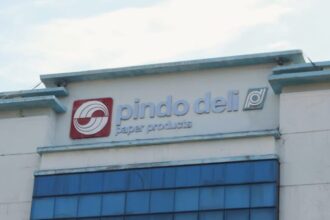 pindo deli
paper products